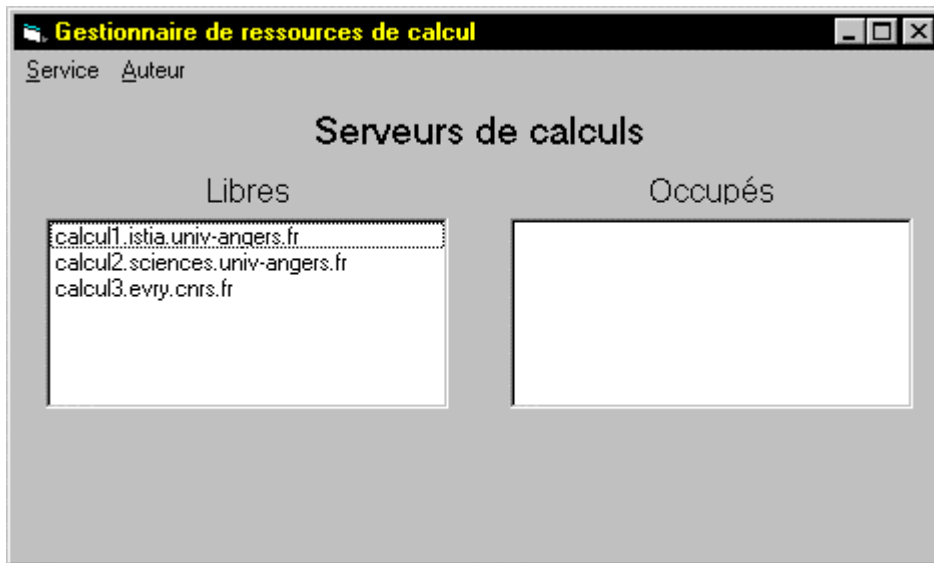 Gestionnaire de ressources de calcul
Service Auteur
Serveurs de calculs
Libres Occupés
calcul1.istia.univ-angers.fr
calcul2.sciences.univ-angers.fr
calcul3.evry.cnrs.fr